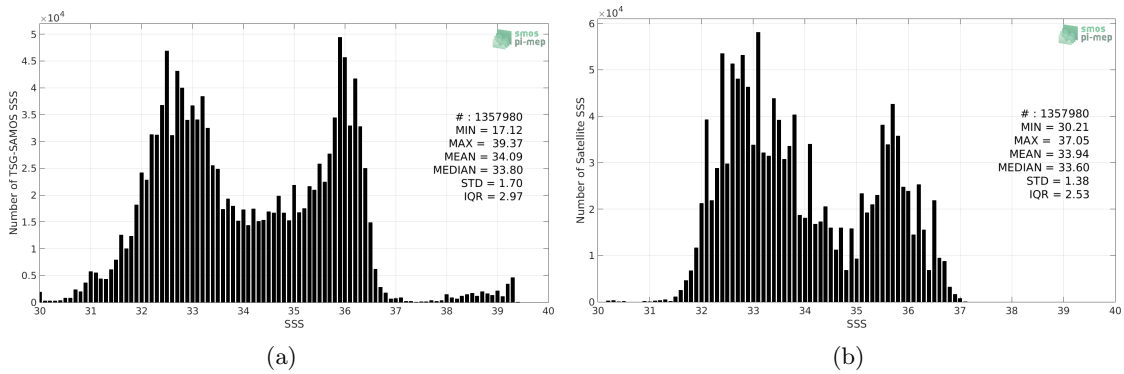 ×10⁴
5
4.5
4
3.5
3
2.5
2
1.5
1
0.5
0
Number of TSG-SAMOS SSS
30 31 32 33 34 35 36 37 38 39 40
SSS
smos
pi-mep
# : 1357980
MIN = 17.12
MAX = 39.37
MEAN = 34.09
MEDIAN = 33.80
STD = 1.70
IQR = 2.97
(a)
×10⁴
6
5
4
3
2
1
0
Number of Satellite SSS
30 31 32 33 34 35 36 37 38 39 40
SSS
smos
pi-mep
# : 1357980
MIN = 30.21
MAX = 37.05
MEAN = 33.94
MEDIAN = 33.60
STD = 1.38
IQR = 2.53
(b)